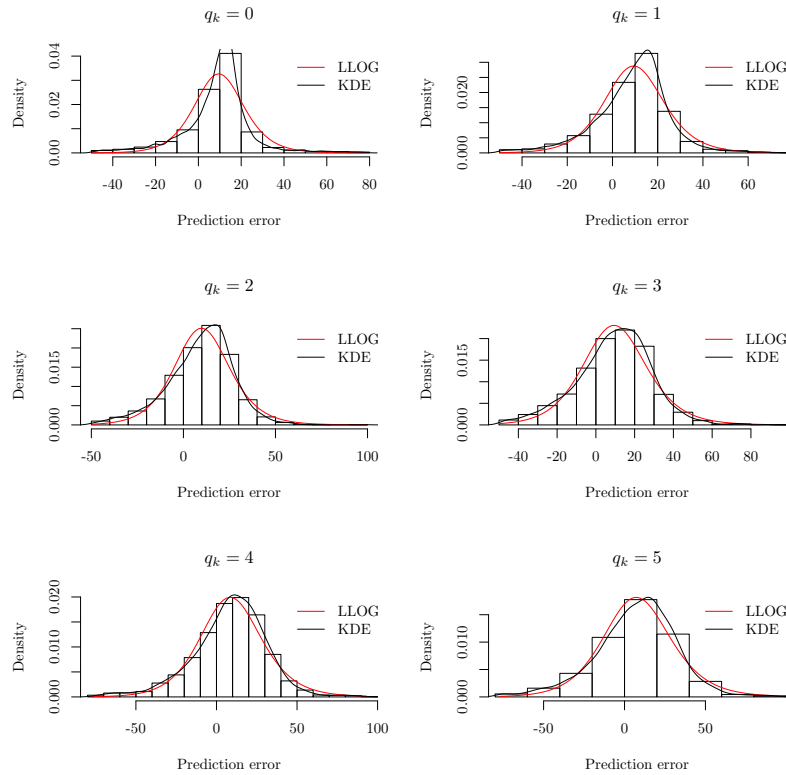 q_k = 0
Density
0.00 0.02 0.04
LLOG
KDE
-40 -20 0 20 40 60 80
Prediction error
q_k = 1
Density
0.000 0.020
LLOG
KDE
-40 -20 0 20 40 60
Prediction error
q_k = 2
Density
0.000 0.015
LLOG
KDE
-50 0 50 100
Prediction error
q_k = 3
Density
0.000 0.015
LLOG
KDE
-40 -20 0 20 40 60 80
Prediction error
q_k = 4
Density
0.000 0.010 0.020
LLOG
KDE
-50 0 50 100
Prediction error
q_k = 5
Density
0.000 0.010
LLOG
KDE
-50 0 50
Prediction error